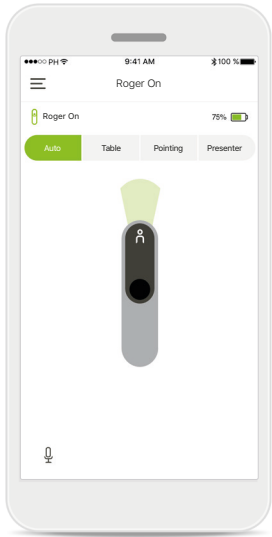 PH 9:41 AM 100 %
Roger On
Roger On 75%
Auto Table Pointing Presenter